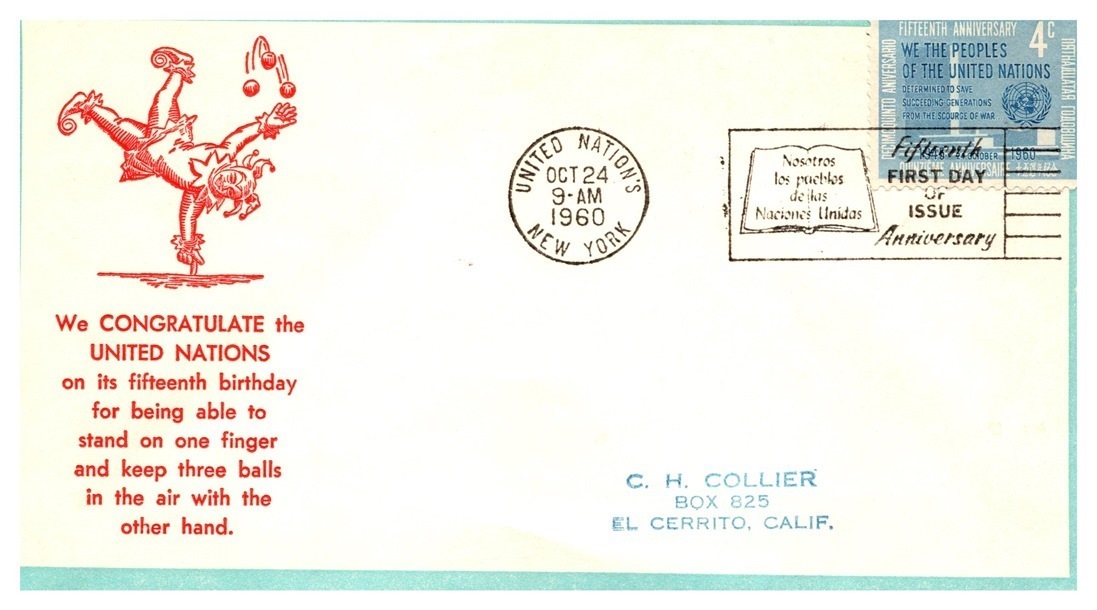 We CONGRATULATE the
UNITED NATIONS
on its fifteenth birthday
for being able to
stand on one finger
and keep three balls
in the air with the
other hand.
UNITED NATION'S
OCT 24
9-AM
1960
NEW YORK
Nosotros
los pueblos
de las
Naciones Unidas
Fifteenth
FIRST DAY
OF
ISSUE
Anniversary
FIFTEENTH ANNIVERSARY
4c
WE THE PEOPLES
OF THE UNITED NATIONS
DETERMINED TO SAVE
SUCCEEDING GENERATIONS
FROM THE SCOURGE OF WAR
1960
QUINZIEME ANNIVERSAIRE
ANIVERSARIO
C. H. COLLIER
BOX 825
EL CERRITO, CALIF.